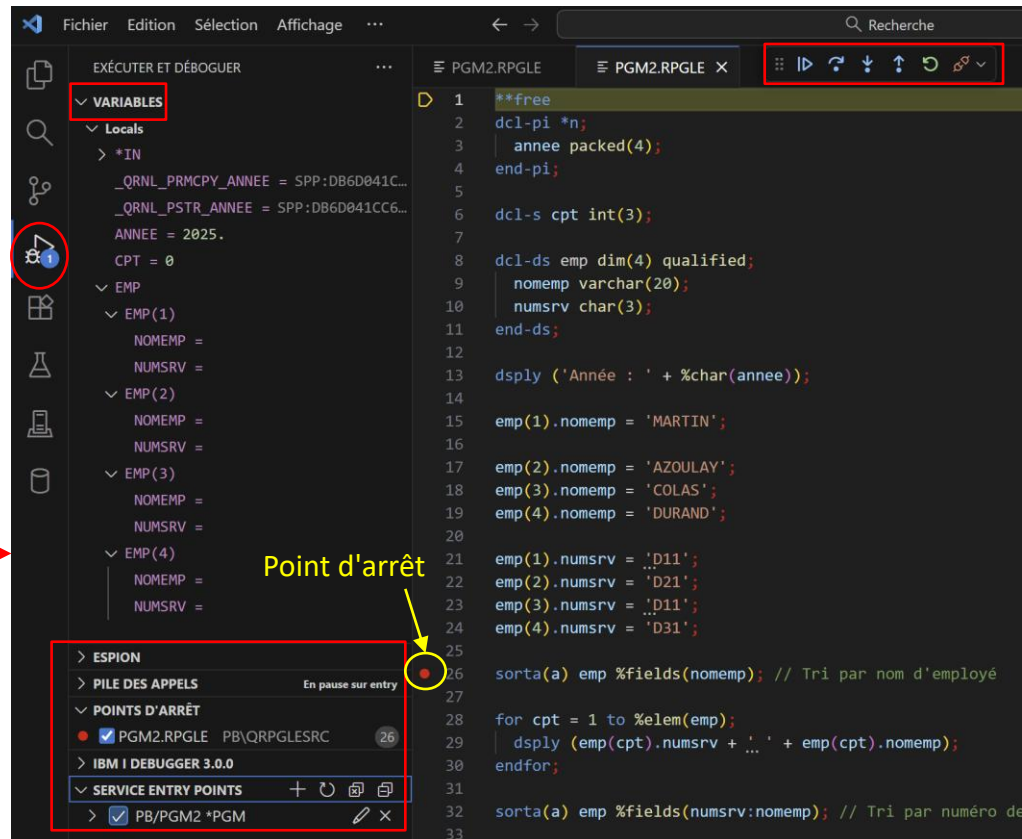 Fichier Edition Sélection Affichage ··· ← → Recherche
EXÉCUTER ET DÉBOGUER ···
VARIABLES
Locals
*IN
_QRNL_PRMCPY_ANNEE = SPP:DB6D041C…
_QRNL_PSTR_ANNEE = SPP:DB6D041CC6…
ANNEE = 2025.
CPT = 0
EMP
EMP(1)
NOMEMP =
NUMSRV =
EMP(2)
NOMEMP =
NUMSRV =
EMP(3)
NOMEMP =
NUMSRV =
EMP(4)
NOMEMP =
NUMSRV =
1
Point d'arrêt
ESPION
PILE DES APPELS En pause sur entry
POINTS D'ARRÊT
PGM2.RPGLE PB\QRPGLESRC 26
IBM I DEBUGGER 3.0.0
SERVICE ENTRY POINTS
PB/PGM2 *PGM
PGM2.RPGLE PGM2.RPGLE
1 **free
2 dcl-pi *n;
3 annee packed(4);
4 end-pi;
5
6 dcl-s cpt int(3);
7
8 dcl-ds emp dim(4) qualified;
9 nomemp varchar(20);
10 numsrv char(3);
11 end-ds;
12
13 dsply ('Année : ' + %char(annee));
14
15 emp(1).nomemp = 'MARTIN';
16
17 emp(2).nomemp = 'AZOULAY';
18 emp(3).nomemp = 'COLAS';
19 emp(4).nomemp = 'DURAND';
20
21 emp(1).numsrv = 'D11';
22 emp(2).numsrv = 'D21';
23 emp(3).numsrv = 'D11';
24 emp(4).numsrv = 'D31';
25
26 sorta(a) emp %fields(nomemp); // Tri par nom d'employé
27
28 for cpt = 1 to %elem(emp);
29 dsply (emp(cpt).numsrv + ' ' + emp(cpt).nomemp);
30 endfor;
31
32 sorta(a) emp %fields(numsrv:nomemp); // Tri par numéro de
33